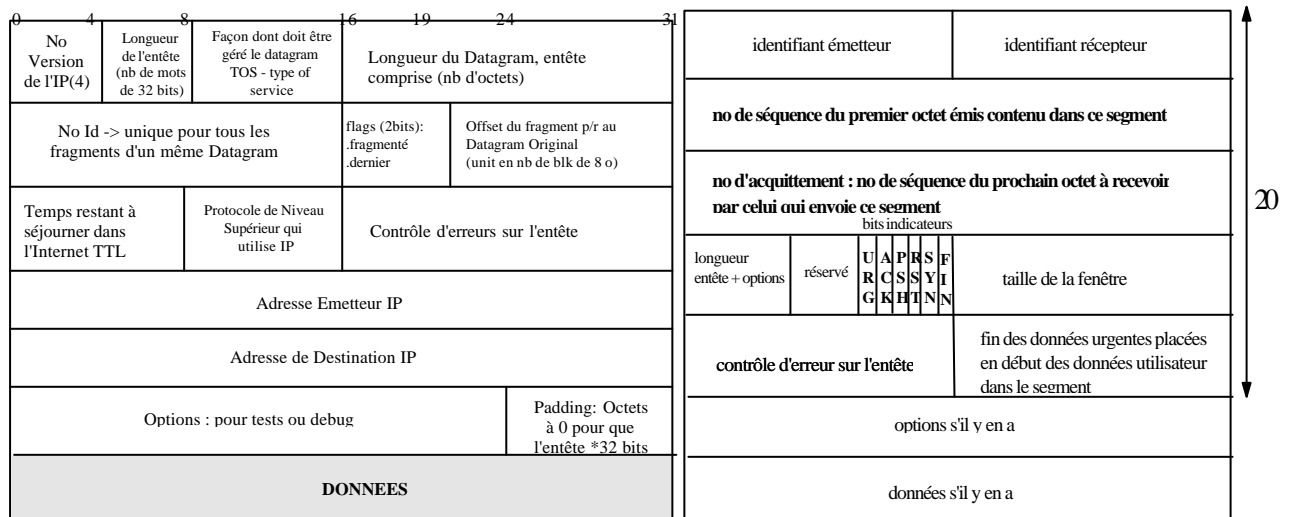 0 4 8 16 19 24 31
No
Version
de l'IP(4)
Longueur
de l'entête
(nb de mots
de 32 bits)
Façon dont doit être
géré le datagram
TOS - type of
service
Longueur du Datagram, entête
comprise (nb d'octets)
No Id -> unique pour tous les
fragments d'un même Datagram
flags (2bits):
.fragmenté
.dernier
Offset du fragment p/r au
Datagram Original
(unit en nb de blk de 8 o)
Temps restant à
séjourner dans
l'Internet TTL
Protocole de Niveau
Supérieur qui
utilise IP
Contrôle d'erreurs sur l'entête
Adresse Emetteur IP
Adresse de Destination IP
Options : pour tests ou debug
Padding: Octets
à 0 pour que
l'entête *32 bits
DONNEES
identifiant émetteur
identifiant récepteur
no de séquence du premier octet émis contenu dans ce segment
no d'acquittement : no de séquence du prochain octet à recevoir
par celui qui envoie ce segment
bits indicateurs
longueur
entête + options
réservé
URG
ACK
PSH
RST
SYN
FIN
taille de la fenêtre
contrôle d'erreur sur l'entête
fin des données urgentes placées
en début des données utilisateur
dans le segment
options s'il y en a
données s'il y en a
20